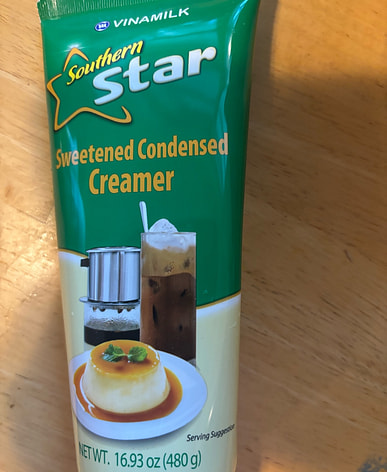 VINAMILK
Southern
Star
Sweetened Condensed
Creamer
Serving Suggestion
NET WT. 16.93 oz (480 g)